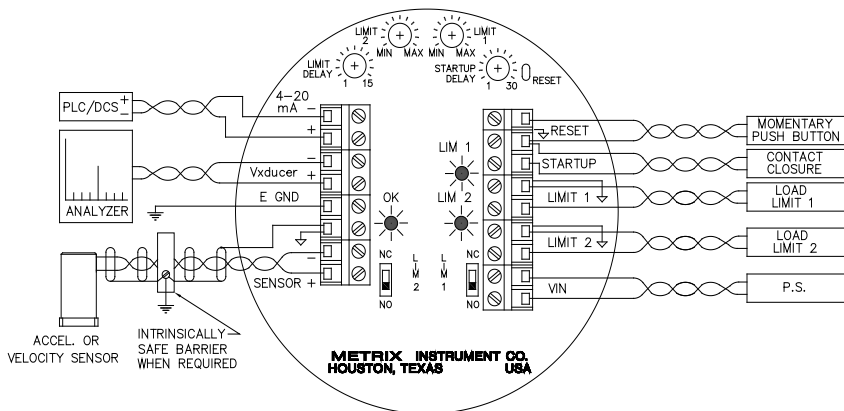 LIMIT
2
LIMIT
1
MIN MAX
MIN MAX
LIMIT
DELAY
1 15
STARTUP
DELAY
1 30
RESET
4-20
mA
PLC/DCS
+
−
−
+
RESET
MOMENTARY
PUSH BUTTON
LIM 1
STARTUP
CONTACT
CLOSURE
−
Vxducer
+
ANALYZER
E GND
OK
LIM 2
LIMIT 1
LOAD
LIMIT 1
LIMIT 2
LOAD
LIMIT 2
−
SENSOR +
NC
NO
L
I
M
2
L
I
M
1
NC
NO
VIN
P.S.
ACCEL. OR
VELOCITY SENSOR
INTRINSICALLY
SAFE BARRIER
WHEN REQUIRED
METRIX INSTRUMENT CO.
HOUSTON, TEXAS USA